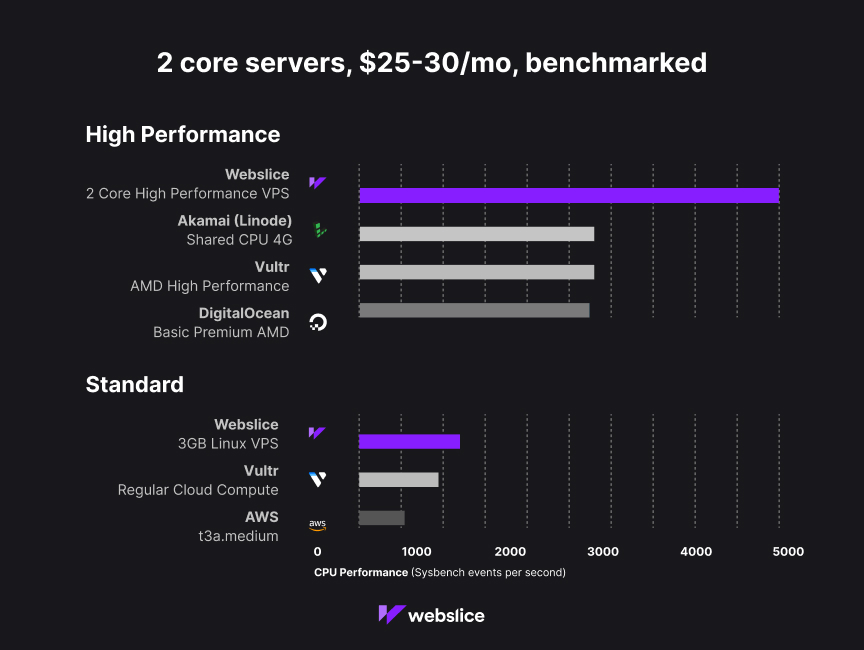 2 core servers, $25-30/mo, benchmarked
High Performance
Webslice
2 Core High Performance VPS
Akamai (Linode)
Shared CPU 4G
Vultr
AMD High Performance
DigitalOcean
Basic Premium AMD
Standard
Webslice
3GB Linux VPS
Vultr
Regular Cloud Compute
AWS
aws
t3a.medium
0 1000 2000 3000 4000 5000
CPU Performance (Sysbench events per second)
webslice